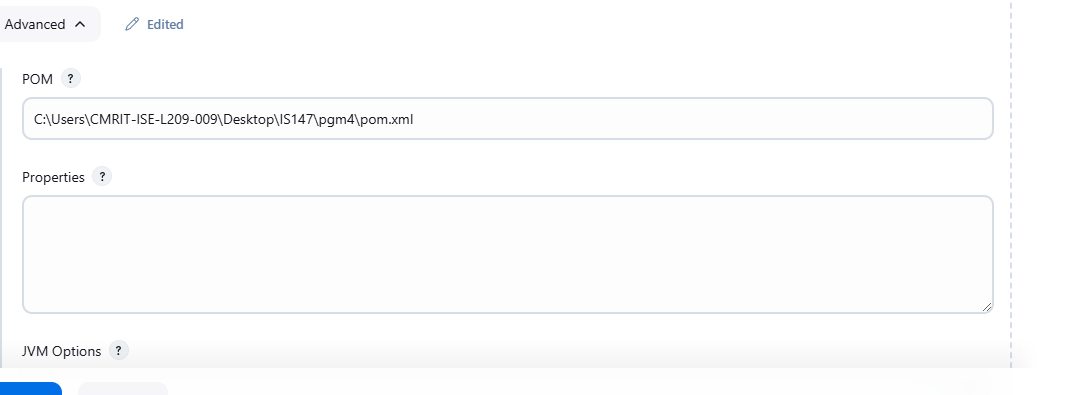 Advanced Edited
POM ?
C:\Users\CMRIT-ISE-L209-009\Desktop\IS147\pgm4\pom.xml
Properties ?
JVM Options ?